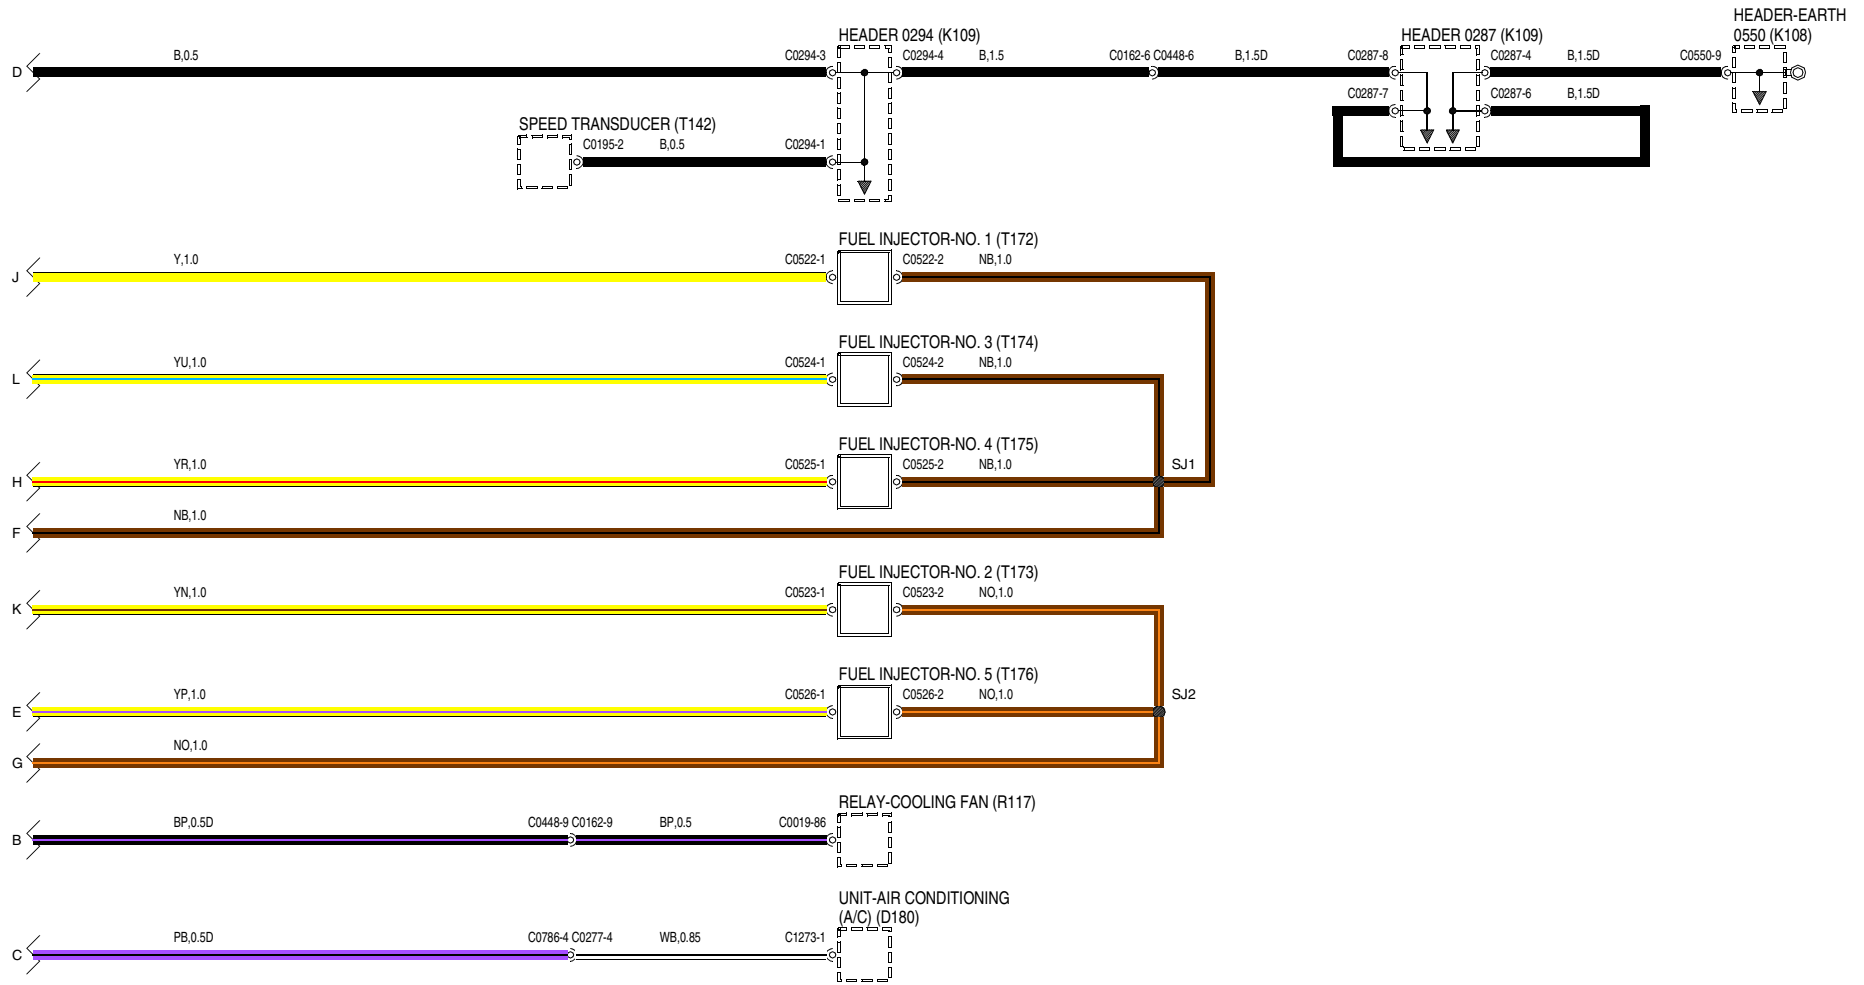 HEADER-EARTH
0550 (K108)
HEADER 0294 (K109)
HEADER 0287 (K109)
D
B,0.5
C0294-3
C0294-4
B,1.5
C0162-6 C0448-6
B,1.5D
C0287-8
C0287-4
B,1.5D
C0550-9
C0287-7
C0287-6
B,1.5D
SPEED TRANSDUCER (T142)
C0195-2
B,0.5
C0294-1
FUEL INJECTOR-NO. 1 (T172)
J
Y,1.0
C0522-1
C0522-2
NB,1.0
FUEL INJECTOR-NO. 3 (T174)
L
YU,1.0
C0524-1
C0524-2
NB,1.0
FUEL INJECTOR-NO. 4 (T175)
H
YR,1.0
C0525-1
C0525-2
NB,1.0
SJ1
F
NB,1.0
FUEL INJECTOR-NO. 2 (T173)
K
YN,1.0
C0523-1
C0523-2
NO,1.0
FUEL INJECTOR-NO. 5 (T176)
E
YP,1.0
C0526-1
C0526-2
NO,1.0
SJ2
G
NO,1.0
RELAY-COOLING FAN (R117)
B
BP,0.5D
C0448-9 C0162-9
BP,0.5
C0019-86
UNIT-AIR CONDITIONING
(A/C) (D180)
C
PB,0.5D
C0786-4 C0277-4
WB,0.85
C1273-1